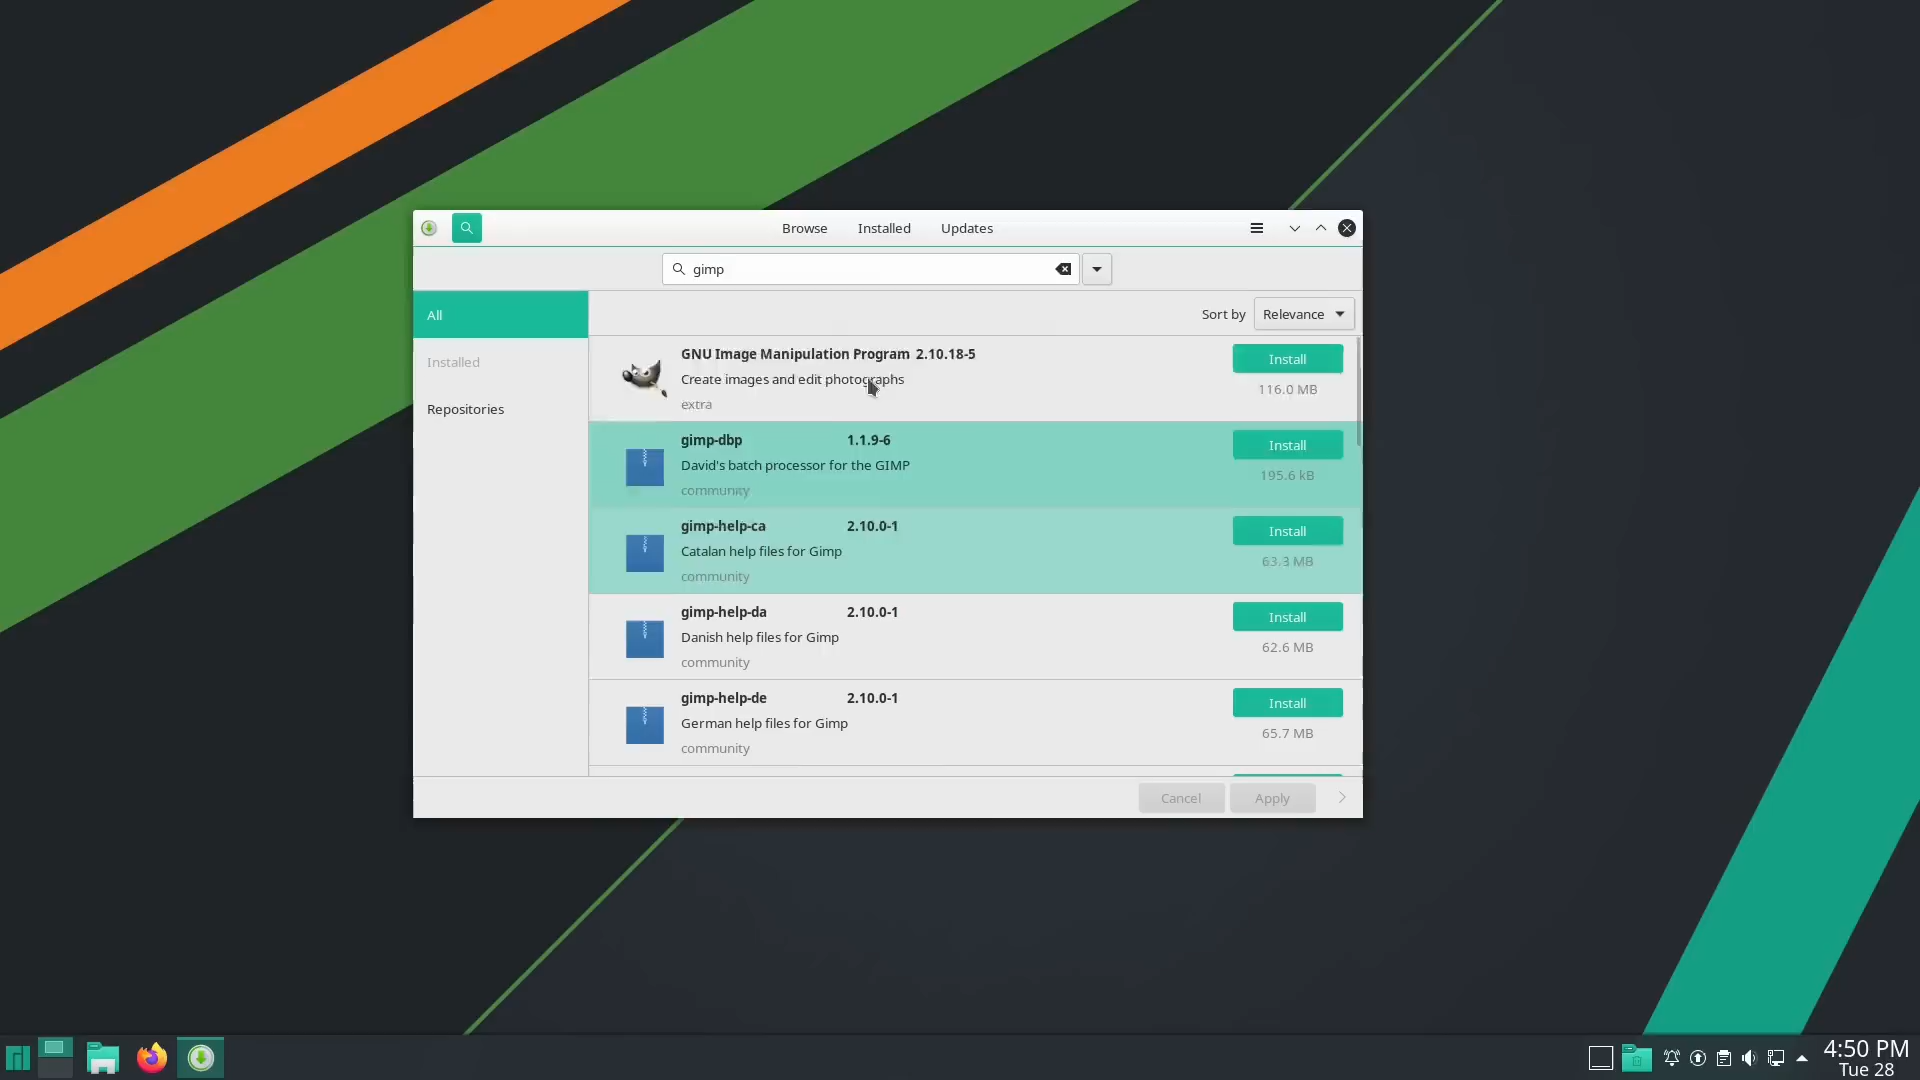 Browse Installed Updates
gimp
All
Sort by Relevance
Installed
Repositories
GNU Image Manipulation Program 2.10.18-5
Install
Create images and edit photographs
116.0 MB
extra
gimp-dbp 1.1.9-6
Install
David's batch processor for the GIMP
195.6 kB
community
gimp-help-ca 2.10.0-1
Install
Catalan help files for Gimp
63.3 MB
community
gimp-help-da 2.10.0-1
Install
Danish help files for Gimp
62.6 MB
community
gimp-help-de 2.10.0-1
Install
German help files for Gimp
65.7 MB
community
Cancel Apply
4:50 PM
Tue 28